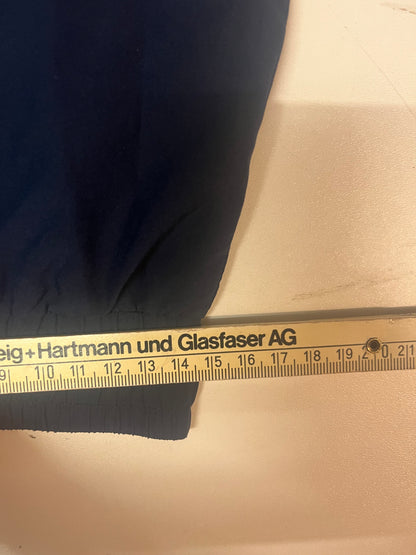 eig+Hartmann und Glasfaser AG
9 10 11 12 13 14 15 16 17 18 19 20 21